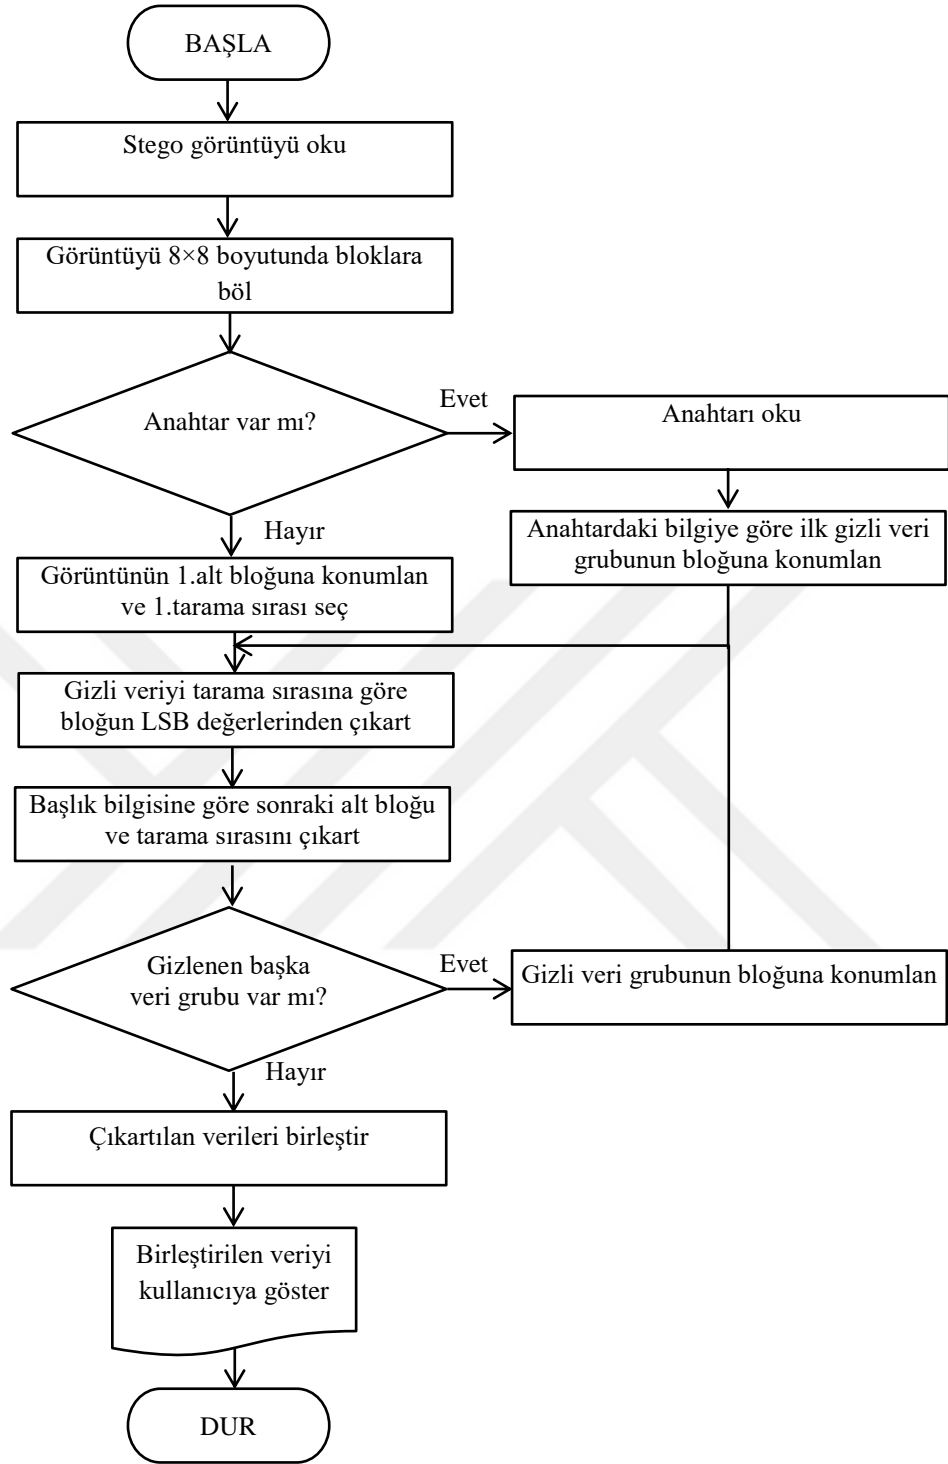 BAŞLA
Stego görüntüyü oku
Görüntüyü 8×8 boyutunda bloklara
böl
Anahtar var mı?
Evet
Anahtarı oku
Anahtardaki bilgiye göre ilk gizli veri
grubunun bloğuna konumlan
Hayır
Görüntünün 1.alt bloğuna konumlan
ve 1.tarama sırası seç
Gizli veriyi tarama sırasına göre
bloğun LSB değerlerinden çıkart
Başlık bilgisine göre sonraki alt bloğu
ve tarama sırasını çıkart
Gizlenen başka
veri grubu var mı?
Evet
Gizli veri grubunun bloğuna konumlan
Hayır
Çıkartılan verileri birleştir
Birleştirilen veriyi
kullanıcıya göster
DUR